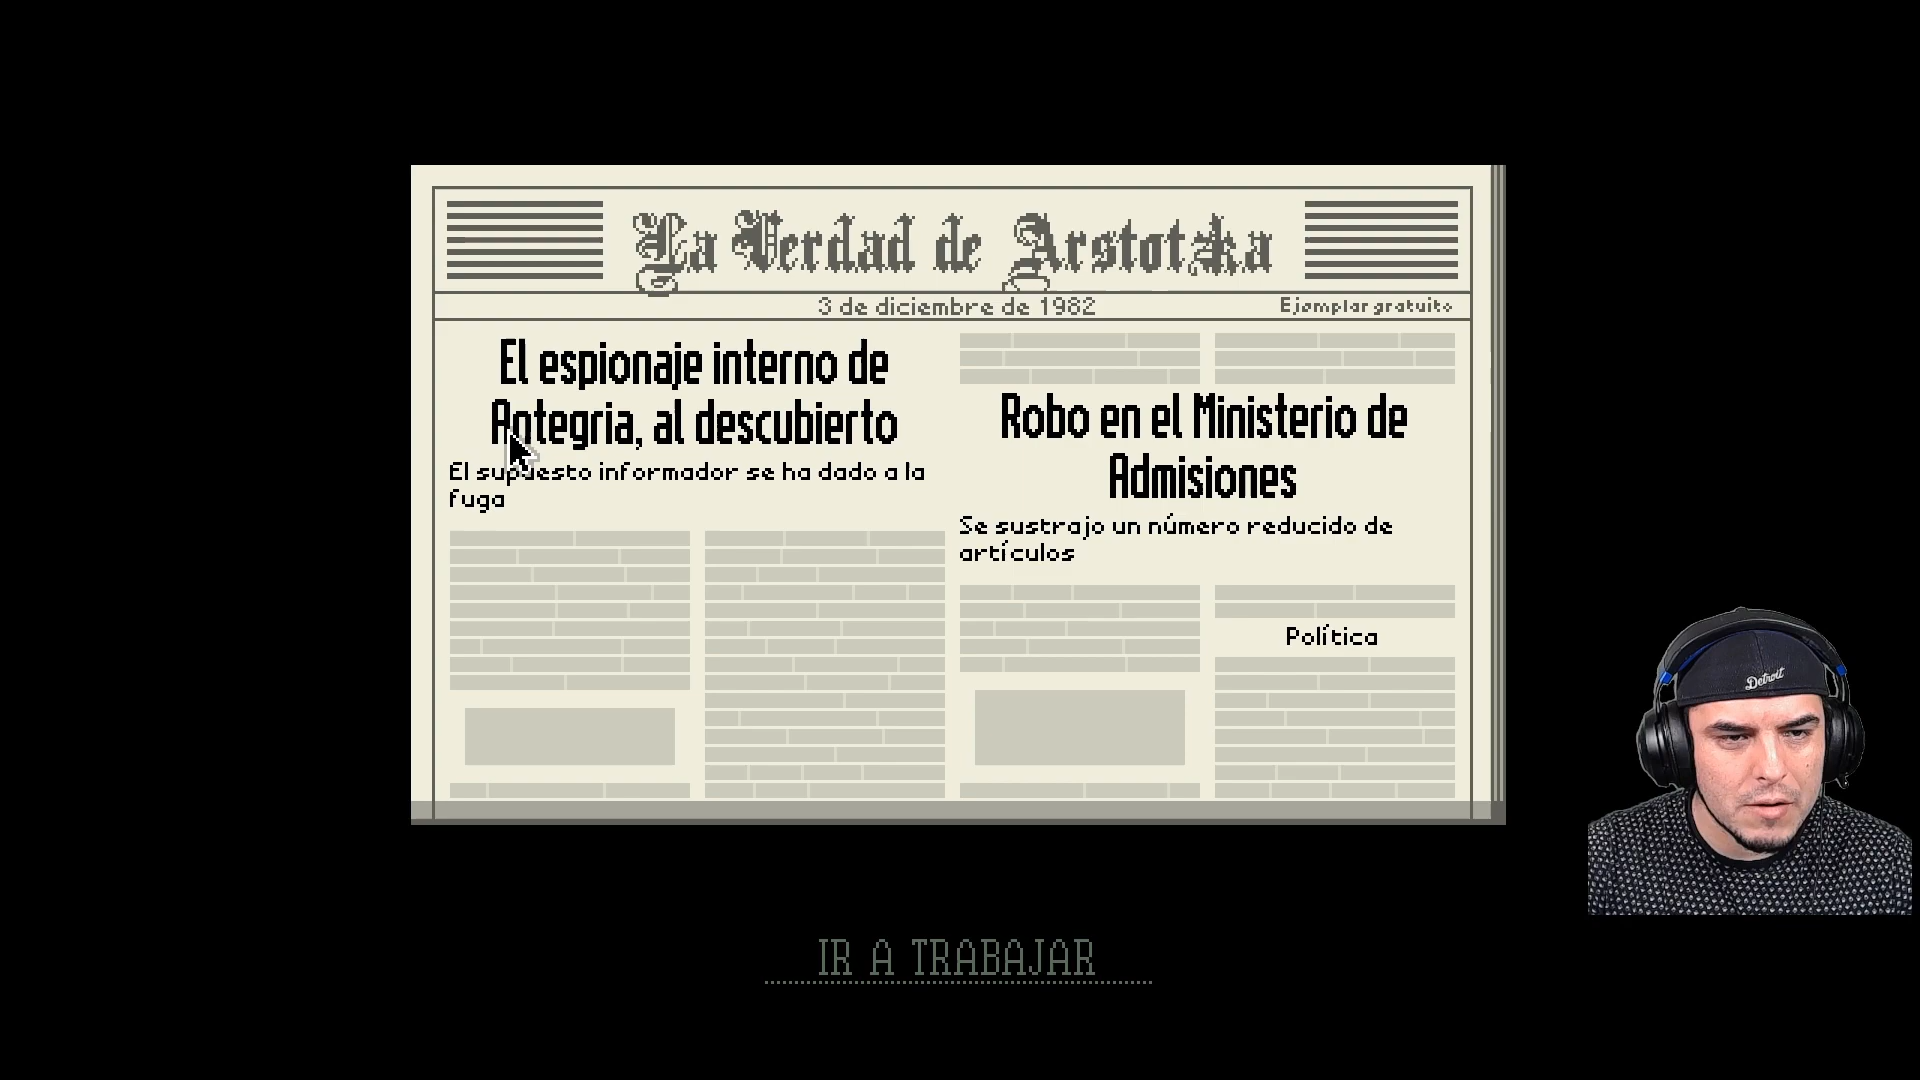 La Verdad de Arstotzka
3 de diciembre de 1982
Ejemplar gratuito
El espionaje interno de
Antegria, al descubierto
El supuesto informador se ha dado a la
fuga
Robo en el Ministerio de
Admisiones
Se sustrajo un número reducido de
artículos
Política
IR A TRABAJAR
Detroit